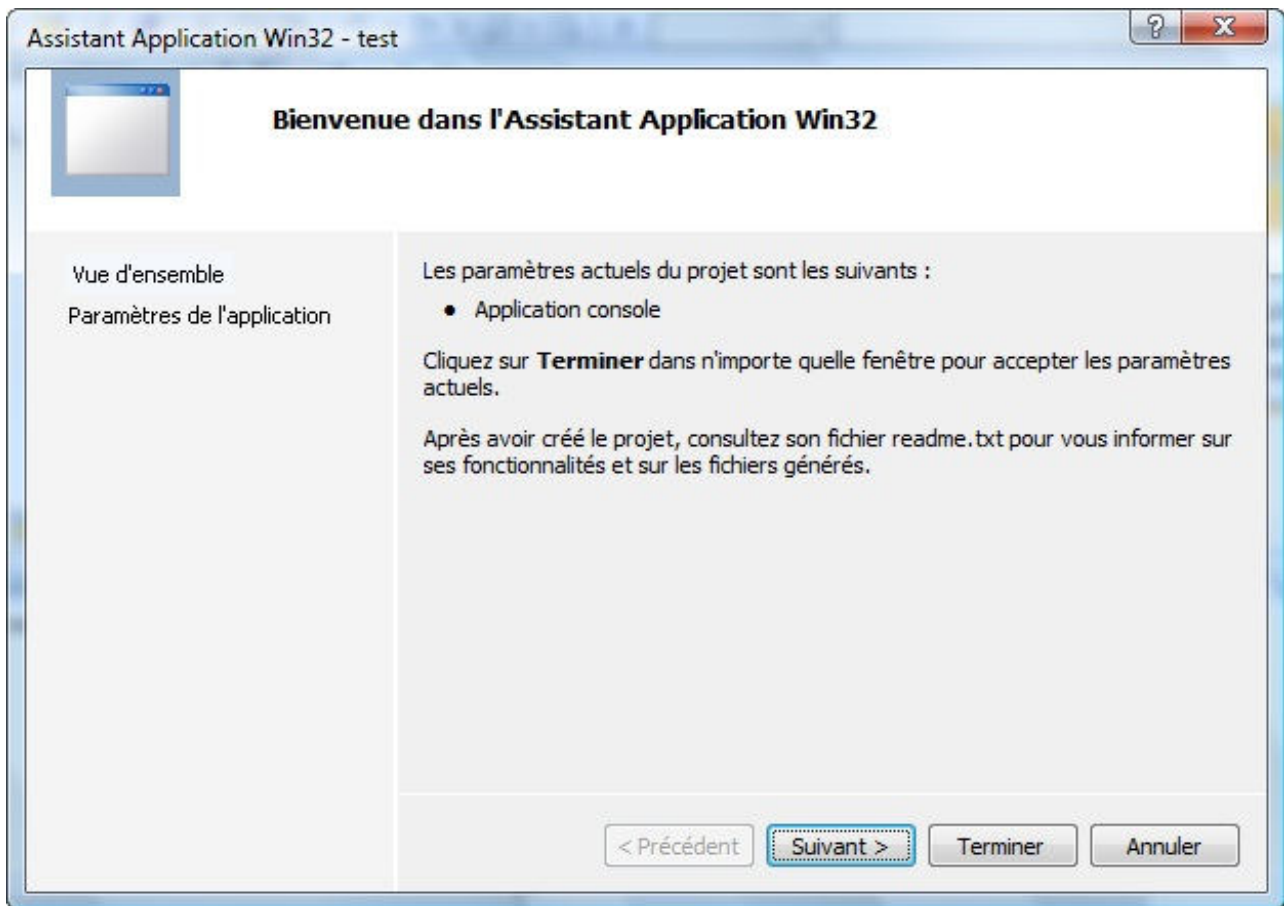 Assistant Application Win32 - test
?
X
Bienvenue dans l'Assistant Application Win32
Vue d'ensemble
Paramètres de l'application
Les paramètres actuels du projet sont les suivants :
• Application console
Cliquez sur Terminer dans n'importe quelle fenêtre pour accepter les paramètres
actuels.
Après avoir créé le projet, consultez son fichier readme.txt pour vous informer sur
ses fonctionnalités et sur les fichiers générés.
< Précédent
Suivant >
Terminer
Annuler